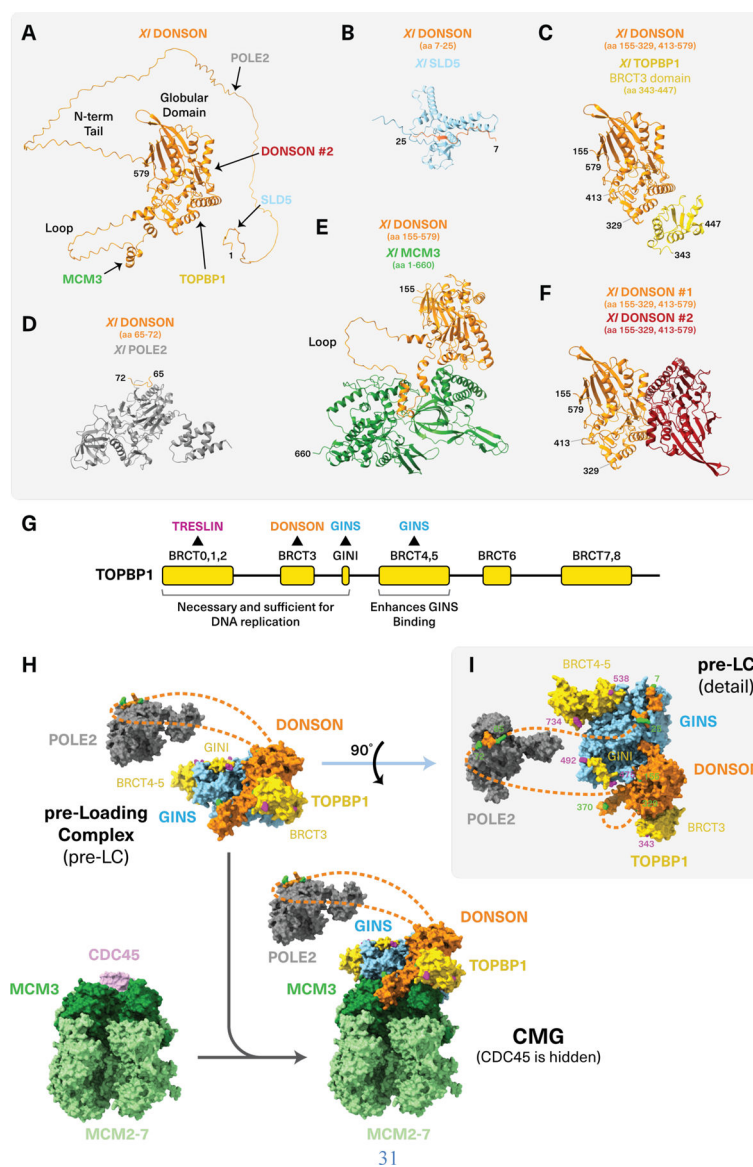 A
Xl DONSON
POLE2
N-term
Tail
Globular
Domain
DONSON #2
579
SLD5
Loop
1
MCM3
TOPBP1
B
Xl DONSON
(aa 7-25)
Xl SLD5
25
7
C
Xl DONSON
(aa 155-329, 413-579)
Xl TOPBP1
BRCT3 domain
(aa 343-447)
155
579
413
329
447
343
D
Xl DONSON
(aa 65-72)
Xl POLE2
72
65
E
Xl DONSON
(aa 155-579)
Xl MCM3
(aa 1-660)
155
Loop
660
F
Xl DONSON #1
(aa 155-329, 413-579)
Xl DONSON #2
(aa 155-329, 413-579)
155
579
413
329
G
TRESLIN
DONSON
GINS
GINS
BRCT0,1,2
BRCT3
GINI
BRCT4,5
BRCT6
BRCT7,8
TOPBP1
Necessary and sufficient for
DNA replication
Enhances GINS
Binding
H
POLE2
DONSON
GINI
BRCT4-5
GINS
TOPBP1
BRCT3
pre-Loading
Complex
(pre-LC)
90°
I
pre-LC
(detail)
BRCT4-5
538
7
734
GINS
492
GINI
DONSON
370
POLE2
BRCT3
343
TOPBP1
CDC45
MCM3
MCM2-7
POLE2
GINS
DONSON
TOPBP1
MCM3
CMG
(CDC45 is hidden)
MCM2-7
31